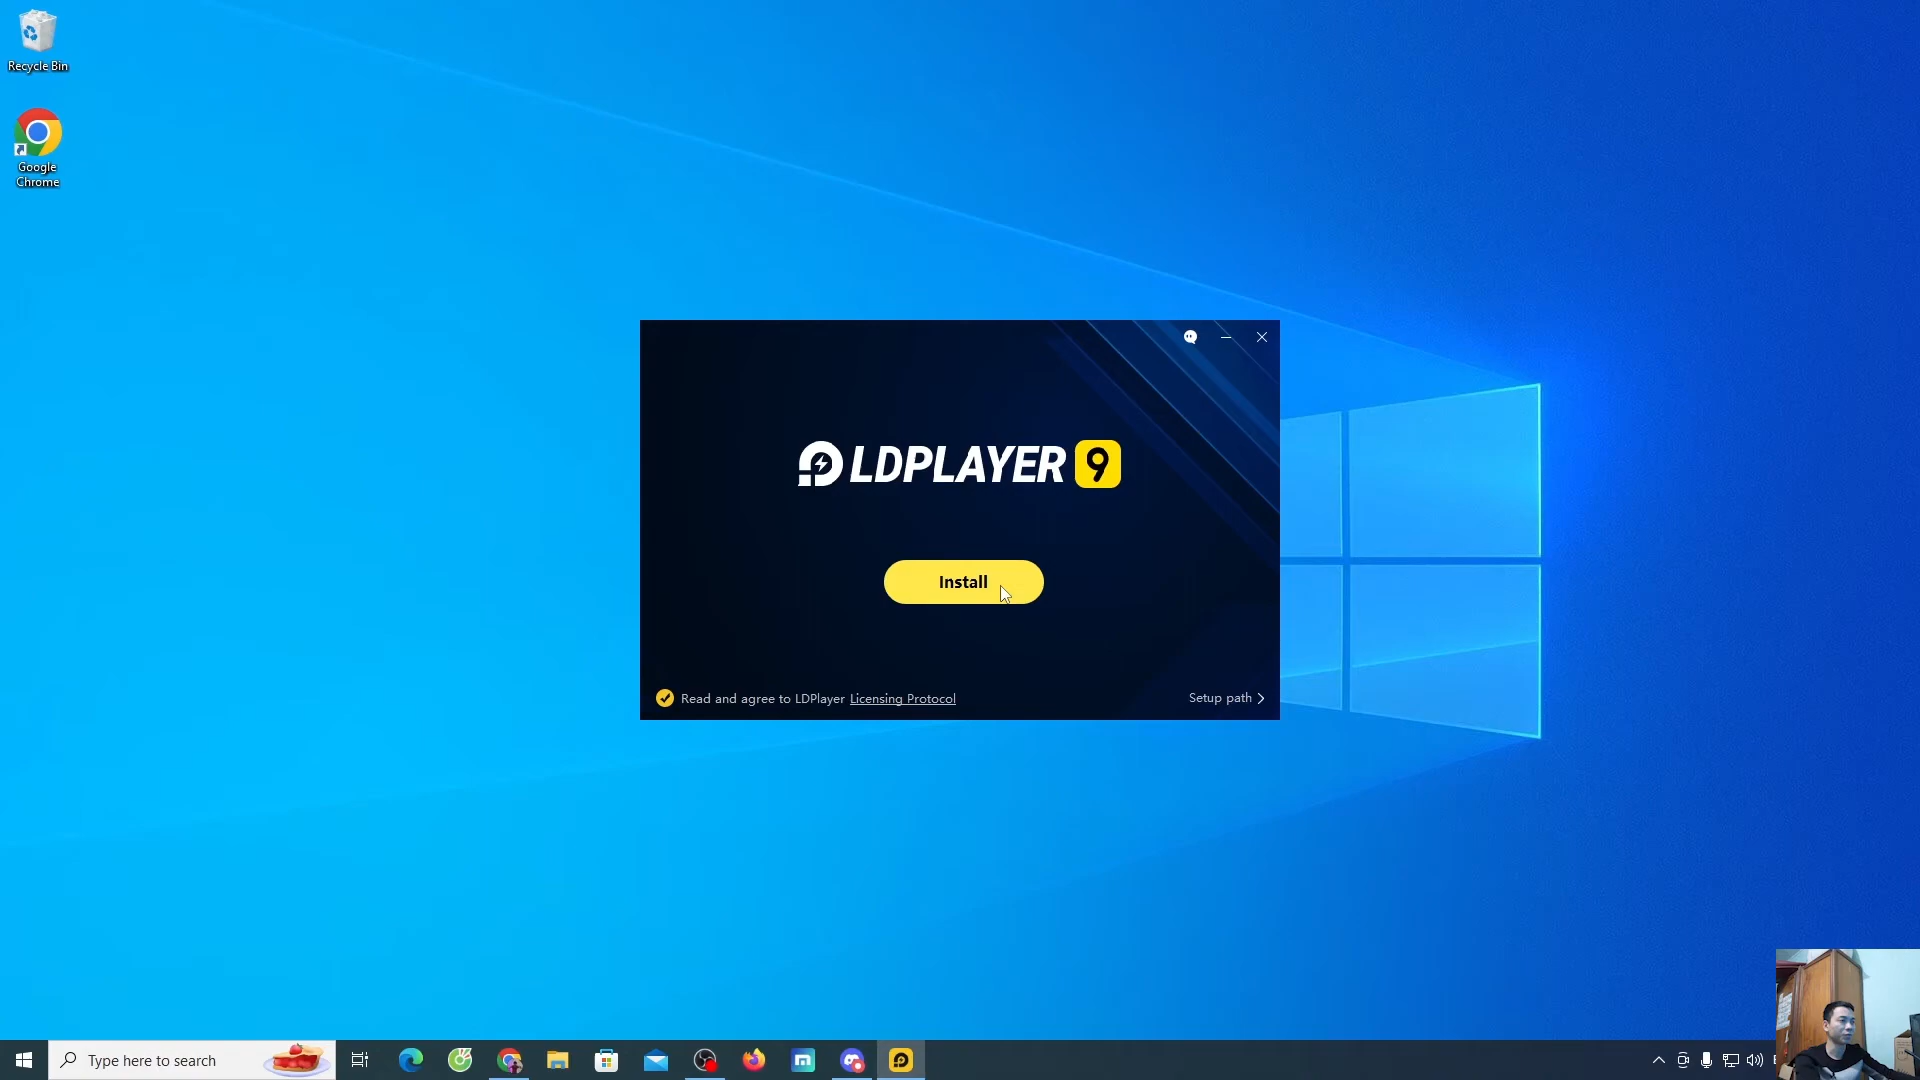 Recycle Bin
Google
Chrome
LDPLAYER 9
Install
Read and agree to LDPlayer Licensing Protocol
Setup path
Type here to search